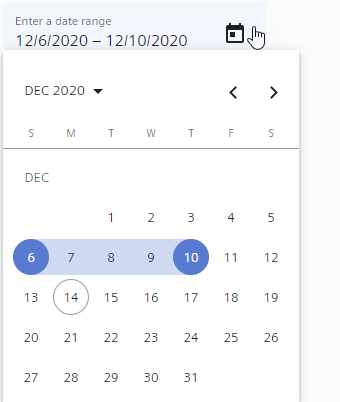 Enter a date range
12/6/2020 – 12/10/2020
DEC 2020
S M T W T F S
DEC
1 2 3 4 5
6 7 8 9 10 11 12
13 14 15 16 17 18 19
20 21 22 23 24 25 26
27 28 29 30 31